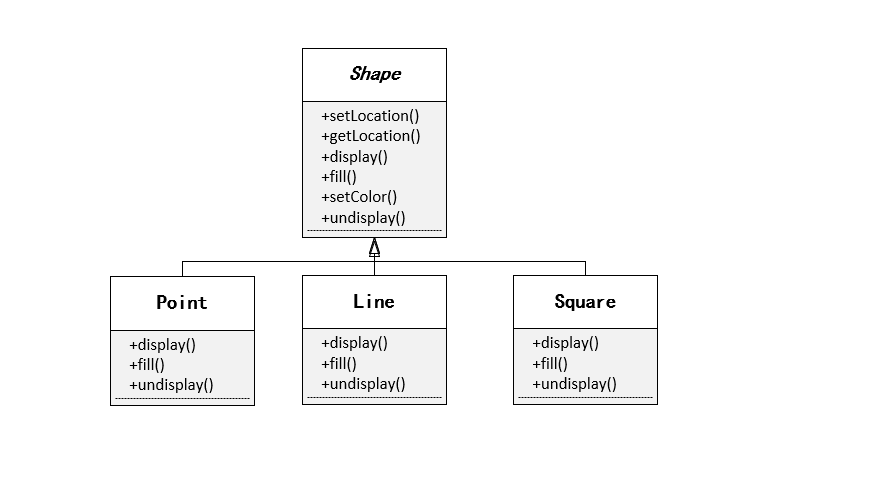 Shape
+setLocation()
+getLocation()
+display()
+fill()
+setColor()
+undisplay()
Point
+display()
+fill()
+undisplay()
Line
+display()
+fill()
+undisplay()
Square
+display()
+fill()
+undisplay()